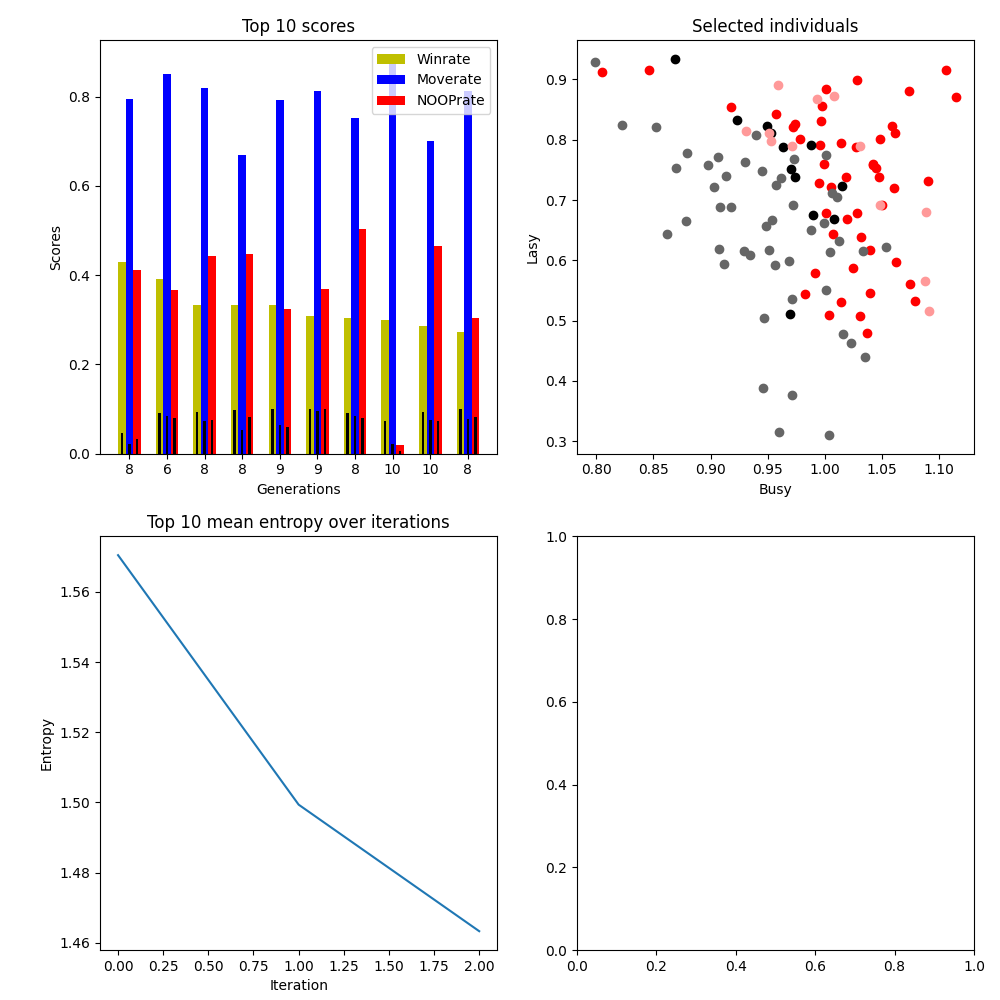 Top 10 scores
Winrate
Moverate
NOOPrate
Scores
0.8
0.6
0.4
0.2
0.0
8 6 8 8 9 9 8 10 10 8
Generations
Selected individuals
Lasy
0.9
0.8
0.7
0.6
0.5
0.4
0.3
0.80 0.85 0.90 0.95 1.00 1.05 1.10
Busy
Top 10 mean entropy over iterations
Entropy
1.56
1.54
1.52
1.50
1.48
1.46
0.00 0.25 0.50 0.75 1.00 1.25 1.50 1.75 2.00
Iteration
1.0
0.8
0.6
0.4
0.2
0.0
0.0 0.2 0.4 0.6 0.8 1.0